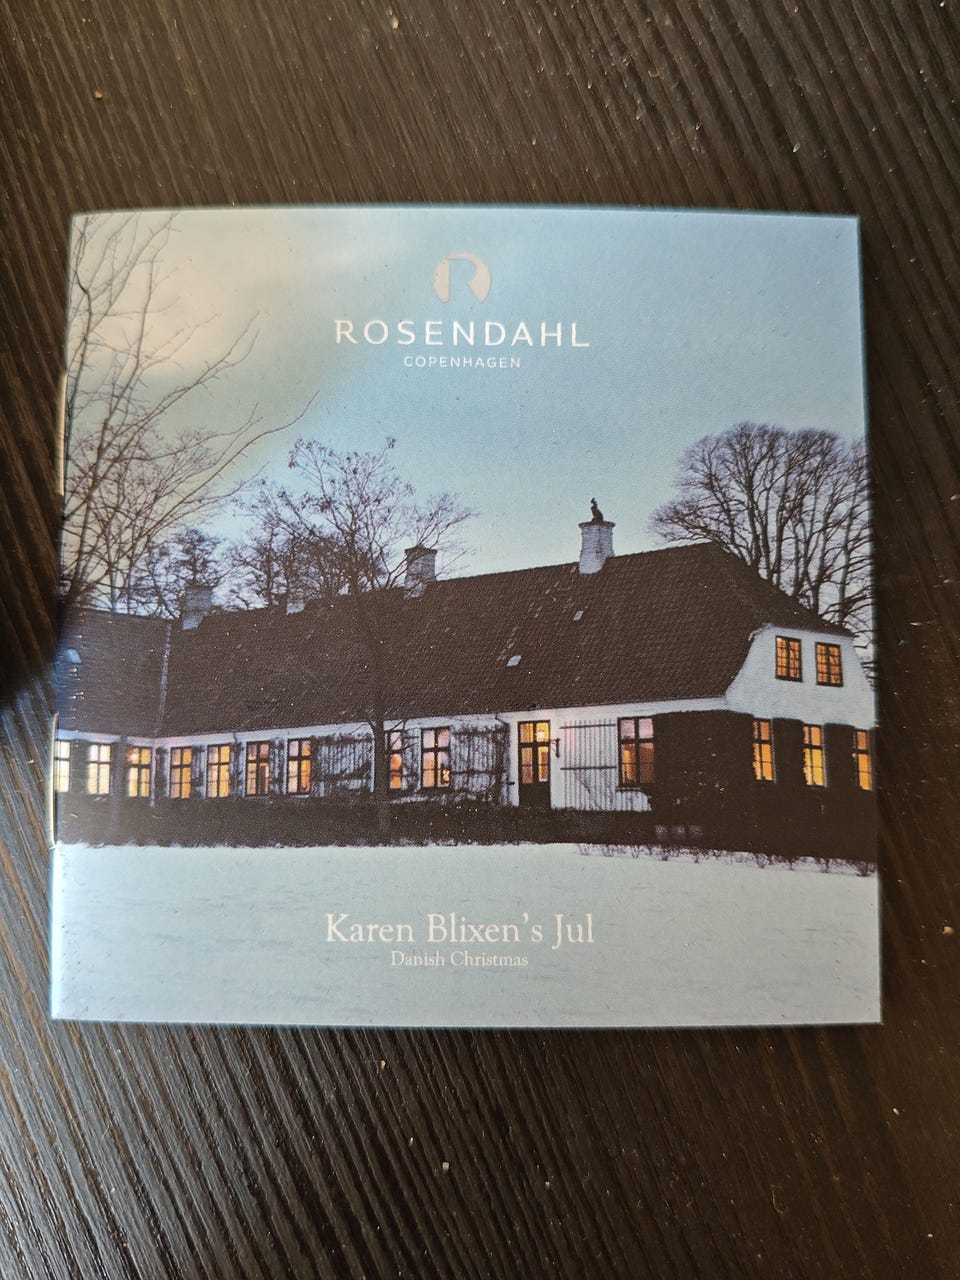 R
ROSENDAHL
COPENHAGEN
Karen Blixen's Jul
Danish Christmas